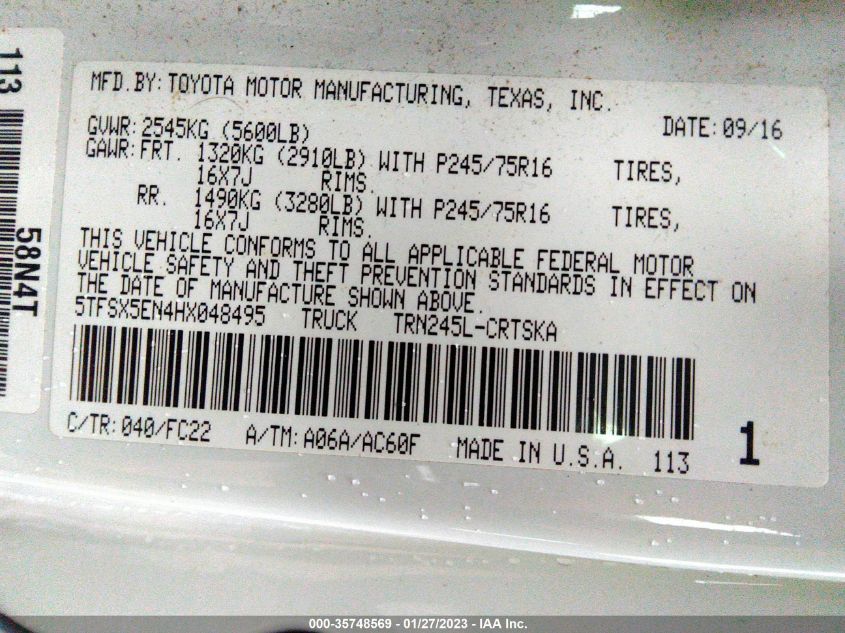 113
58N4T
MFD.BY:TOYOTA MOTOR MANUFACTURING, TEXAS, INC.
DATE:09/16
GVWR:2545KG (5600LB)
GAWR:FRT. 1320KG (2910LB) WITH P245/75R16 TIRES,
16X7J RIMS.
RR. 1490KG (3280LB) WITH P245/75R16 TIRES,
16X7J RIMS.
THIS VEHICLE CONFORMS TO ALL APPLICABLE FEDERAL MOTOR
VEHICLE SAFETY AND THEFT PREVENTION STANDARDS IN EFFECT ON
THE DATE OF MANUFACTURE SHOWN ABOVE.
5TFSX5EN4HX048495 TRUCK TRN245L-CRTSKA
C/TR:040/FC22 A/TM:A06A/AC60F MADE IN U.S.A. 113
1
000-35748569 — 01/27/2023 — IAA Inc.